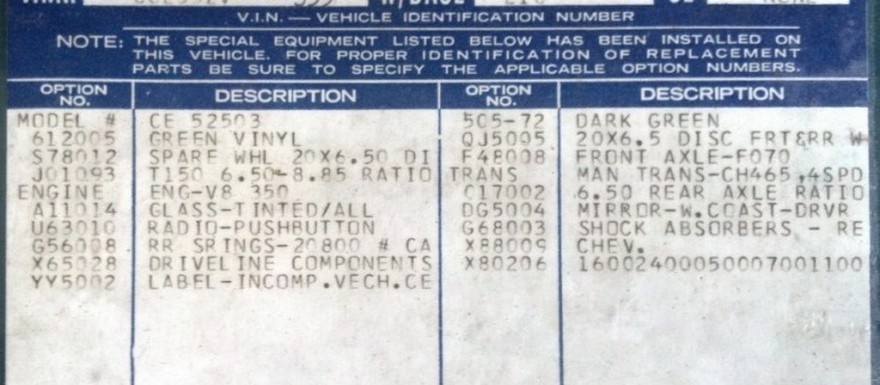 V.I.N. — VEHICLE IDENTIFICATION NUMBER
NOTE: THE SPECIAL EQUIPMENT LISTED BELOW HAS BEEN INSTALLED ON
THIS VEHICLE. FOR PROPER IDENTIFICATION OF REPLACEMENT
PARTS BE SURE TO SPECIFY THE APPLICABLE OPTION NUMBERS.
OPTION NO. DESCRIPTION OPTION NO. DESCRIPTION
MODEL # CE 52503 5C5-72 DARK GREEN
612005 GREEN VINYL QJ5005 20X6.5 DISC FRT&RR W
S78012 SPARE WHL 20X6.50 DI F48008 FRONT AXLE-F070
J01093 T150 6.50-8.85 RATIO TRANS MAN TRANS-CH465,4SPD
ENGINE ENG-V8 350 C17002 6.50 REAR AXLE RATIO
A11014 GLASS-TINTED/ALL DG5004 MIRROR-W.COAST-DRVR
U63010 RADIO-PUSHBUTTON G68003 SHOCK ABSORBERS - RE
G56008 RR SRINGS-20800 # CA X88009 CHEV.
X65028 DRIVELINE COMPONENTS X80206 16002400050007001100
YY5002 LABEL-INCOMP.VECH.CE